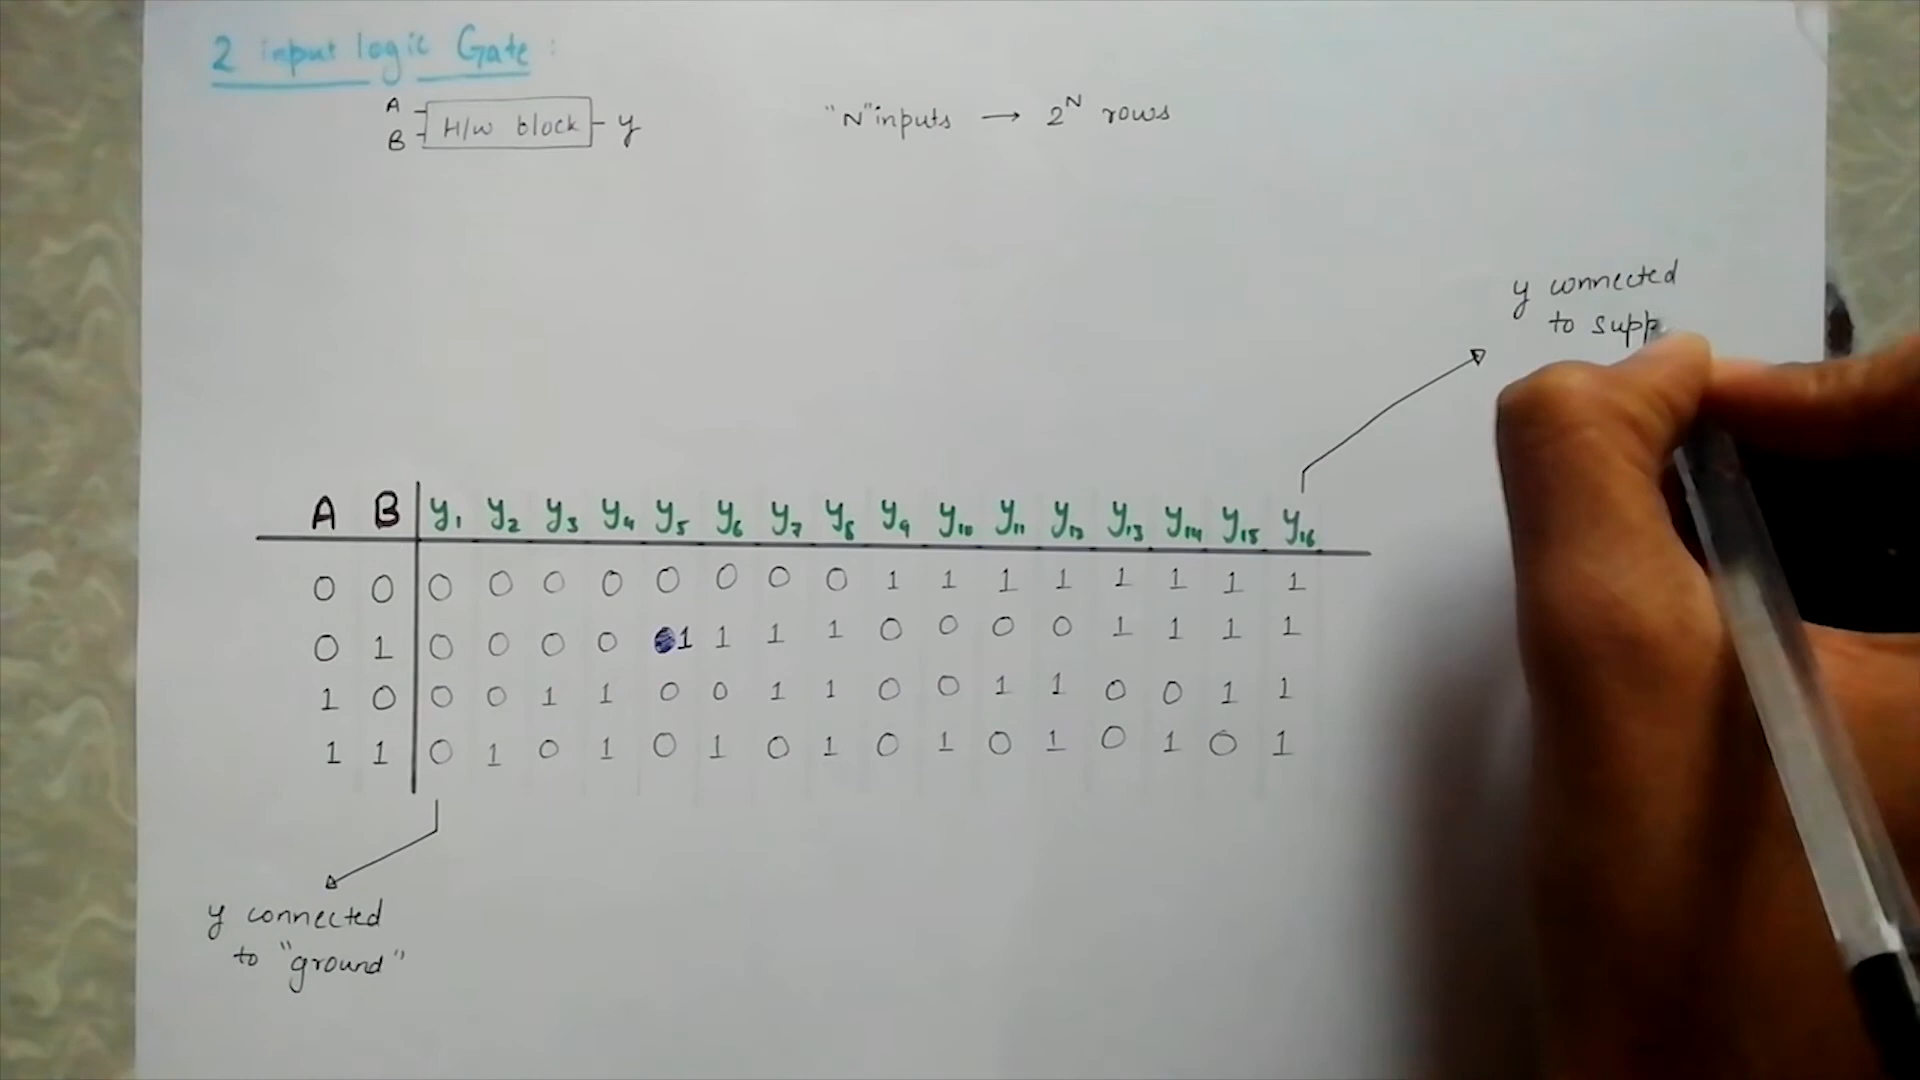 2 input logic Gate :
A
B
H/w block
y
"N" inputs → 2^N rows
y connected
to supp
A B y₁ y₂ y₃ y₄ y₅ y₆ y₇ y₈ y₉ y₁₀ y₁₁ y₁₂ y₁₃ y₁₄ y₁₅ y₁₆
0 0 0 0 0 0 0 0 0 0 1 1 1 1 1 1 1 1
0 1 0 0 0 0 1 1 1 1 0 0 0 0 1 1 1 1
1 0 0 0 1 1 0 0 1 1 0 0 1 1 0 0 1 1
1 1 0 1 0 1 0 1 0 1 0 1 0 1 0 1 0 1
y connected
to "ground"